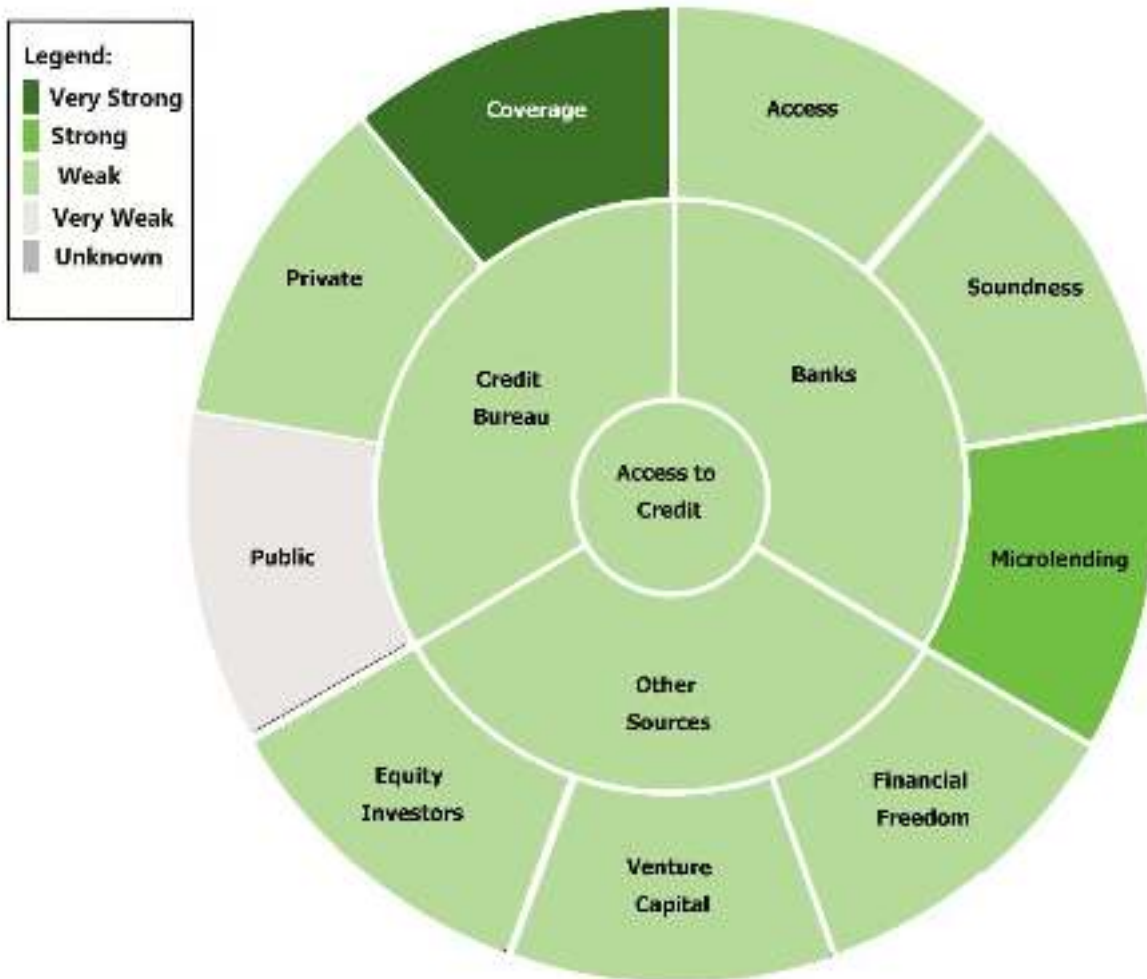 Legend:
Very Strong
Strong
Weak
Very Weak
Unknown
Coverage
Access
Private
Soundness
Credit
Bureau
Banks
Access to
Credit
Public
Microlending
Other
Sources
Equity
Investors
Financial
Freedom
Venture
Capital